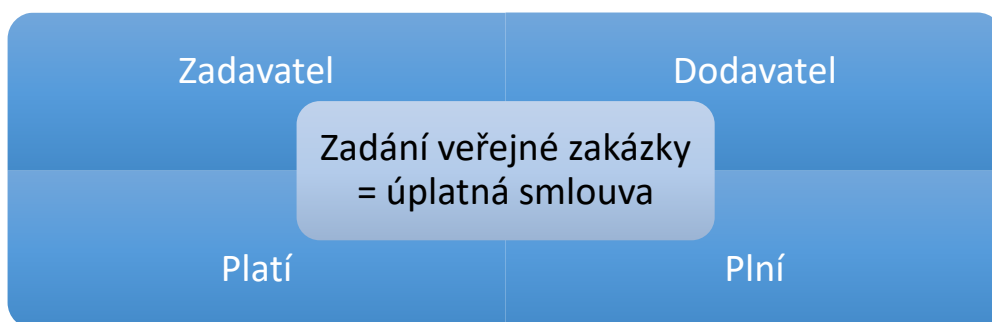 Zadavatel
Dodavatel
Zadání veřejné zakázky
= úplatná smlouva
Platí
Plní